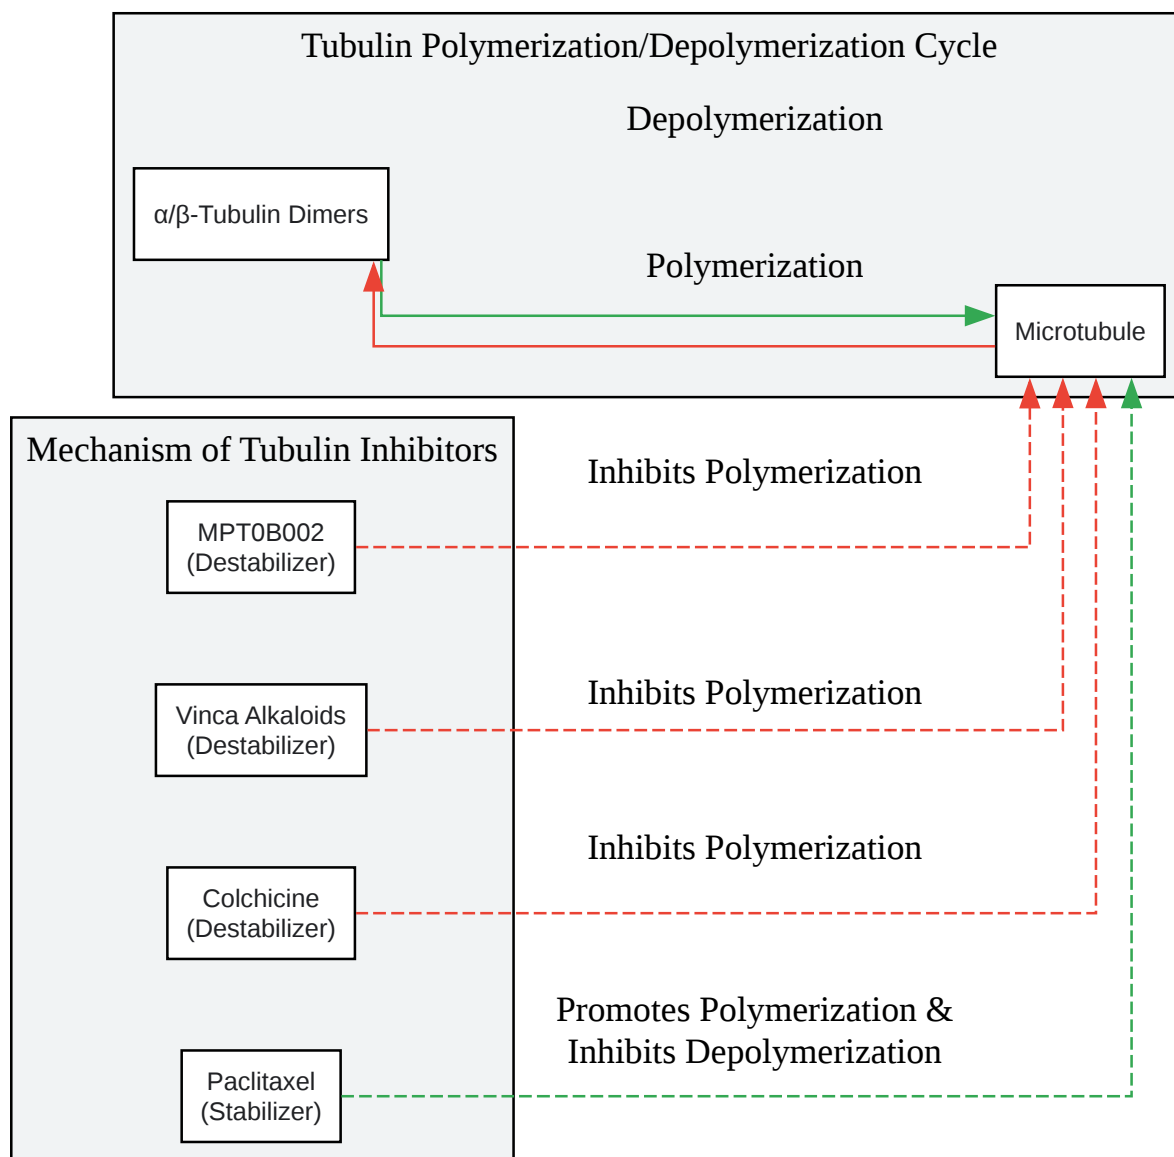 Tubulin Polymerization/Depolymerization Cycle
Depolymerization
α/β-Tubulin Dimers
Polymerization
Microtubule
Mechanism of Tubulin Inhibitors
Inhibits Polymerization
MPT0B002
(Destabilizer)
Inhibits Polymerization
Vinca Alkaloids
(Destabilizer)
Inhibits Polymerization
Colchicine
(Destabilizer)
Promotes Polymerization &
Inhibits Depolymerization
Paclitaxel
(Stabilizer)